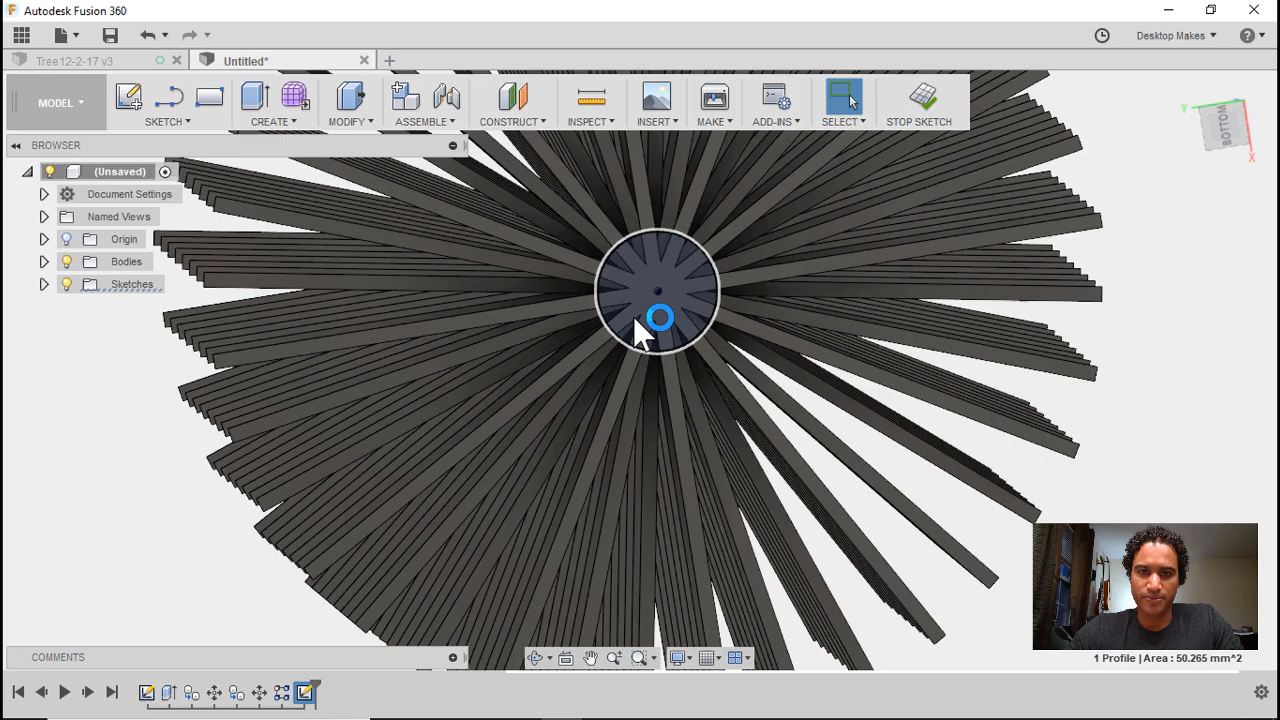 Autodesk Fusion 360
Desktop Makes
Tree12-2-17 v3
Untitled*
MODEL
SKETCH
CREATE
MODIFY
ASSEMBLE
CONSTRUCT
INSPECT
INSERT
MAKE
ADD-INS
SELECT
STOP SKETCH
Y
BOTTOM
X
BROWSER
(Unsaved)
Document Settings
Named Views
Origin
Bodies
Sketches
COMMENTS
1 Profile | Area : 50.265 mm^2